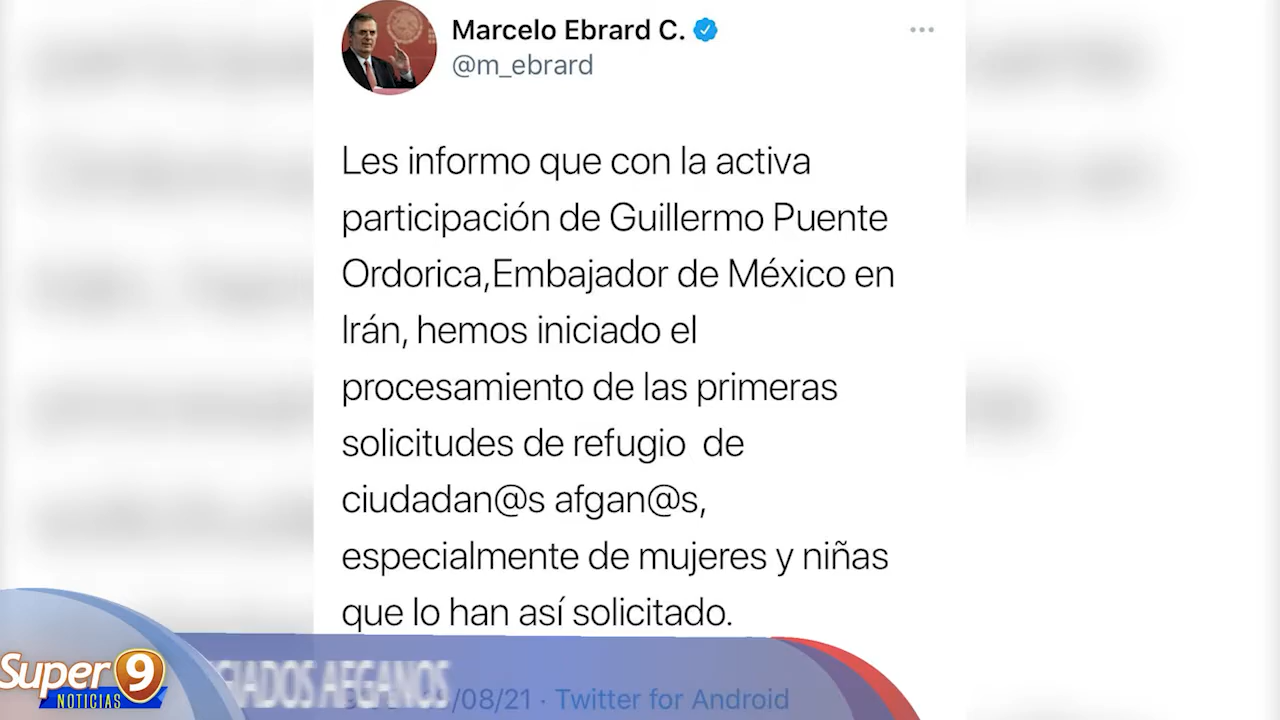 Marcelo Ebrard C.
@m_ebrard
Les informo que con la activa
participación de Guillermo Puente
Ordorica,Embajador de México en
Irán, hemos iniciado el
procesamiento de las primeras
solicitudes de refugio  de
ciudadan@s afgan@s,
especialmente de mujeres y niñas
que lo han así solicitado.
AFGANOS
/08/21 · Twitter for Android
Super 9
NOTICIAS